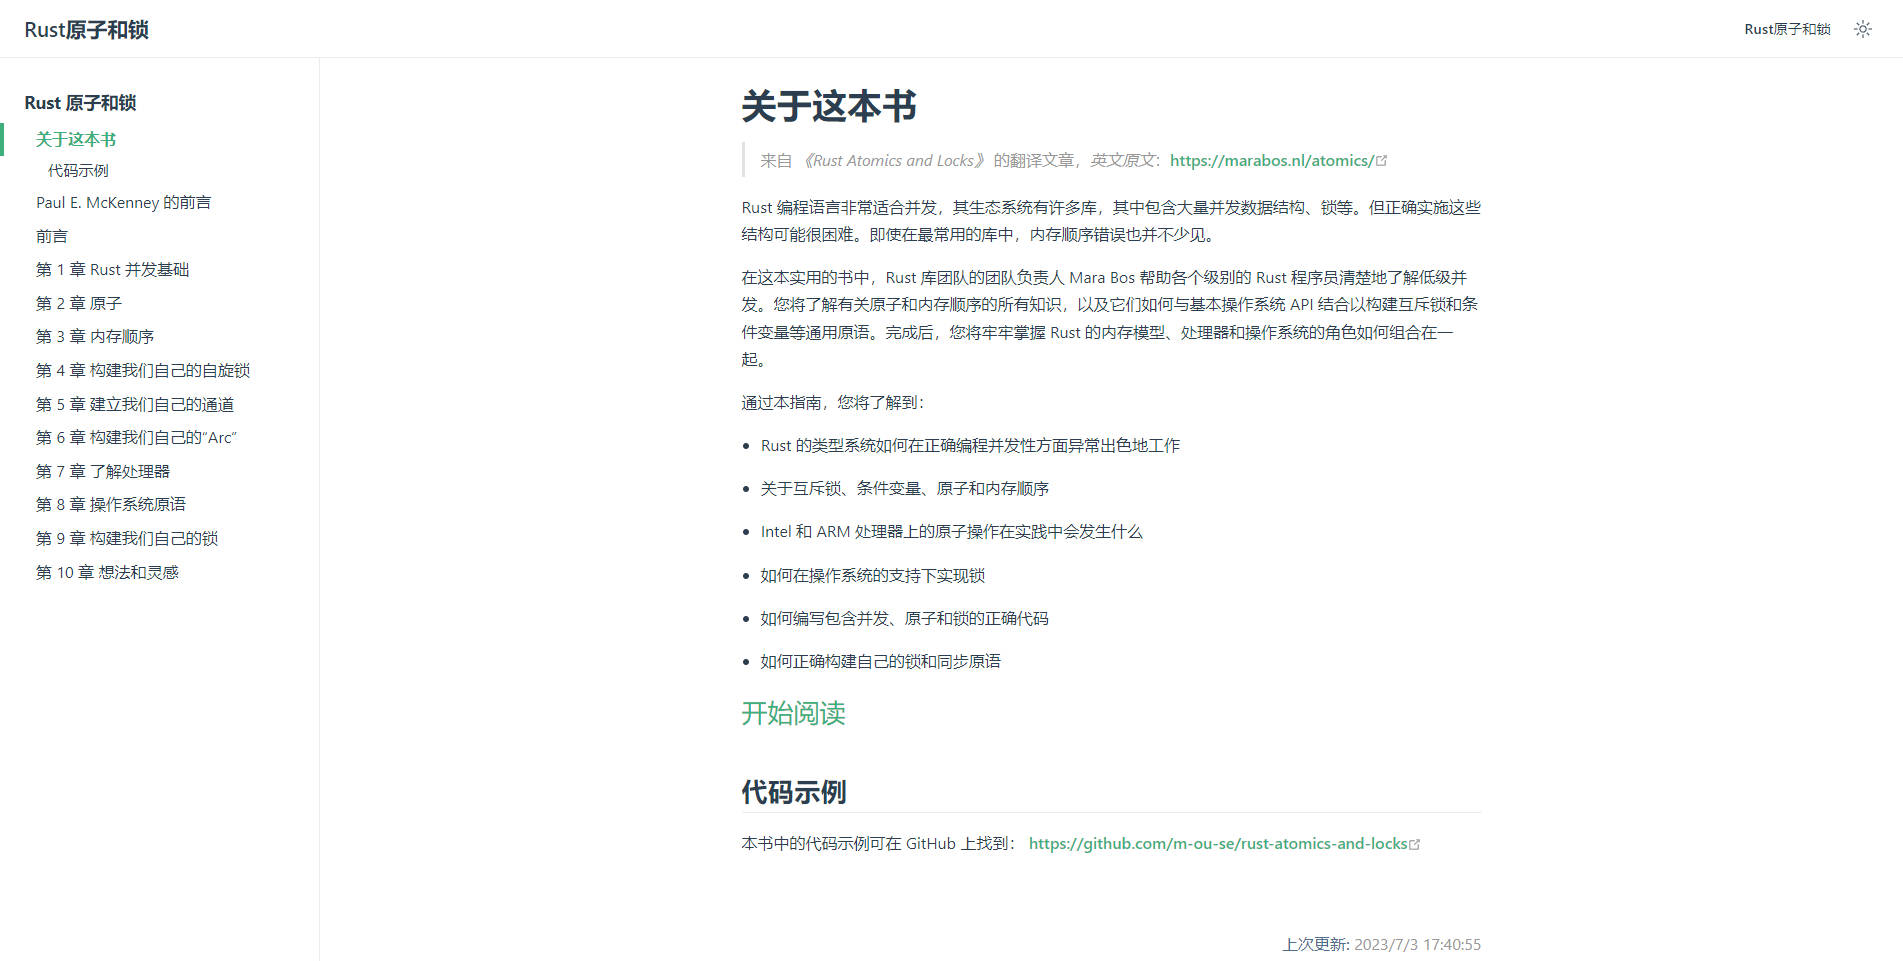 Rust原子和锁
Rust原子和锁
Rust 原子和锁
关于这本书
代码示例
Paul E. McKenney 的前言
前言
第 1 章 Rust 并发基础
第 2 章 原子
第 3 章 内存顺序
第 4 章 构建我们自己的自旋锁
第 5 章 建立我们自己的通道
第 6 章 构建我们自己的“Arc”
第 7 章 了解处理器
第 8 章 操作系统原语
第 9 章 构建我们自己的锁
第 10 章 想法和灵感
关于这本书
来自 《Rust Atomics and Locks》 的翻译文章，英文原文：https://marabos.nl/atomics/
Rust 编程语言非常适合并发，其生态系统有许多库，其中包含大量并发数据结构、锁等。但正确实施这些
结构可能很困难。即使在最常用的库中，内存顺序错误也并不少见。
在这本实用的书中，Rust 库团队的团队负责人 Mara Bos 帮助各个级别的 Rust 程序员清楚地了解低级并
发。您将了解有关原子和内存顺序的所有知识，以及它们如何与基本操作系统 API 结合以构建互斥锁和条
件变量等通用原语。完成后，您将牢牢掌握 Rust 的内存模型、处理器和操作系统的角色如何组合在一
起。
通过本指南，您将了解到：
• Rust 的类型系统如何在正确编程并发性方面异常出色地工作
• 关于互斥锁、条件变量、原子和内存顺序
• Intel 和 ARM 处理器上的原子操作在实践中会发生什么
• 如何在操作系统的支持下实现锁
• 如何编写包含并发、原子和锁的正确代码
• 如何正确构建自己的锁和同步原语
开始阅读
代码示例
本书中的代码示例可在 GitHub 上找到： https://github.com/m-ou-se/rust-atomics-and-locks
上次更新: 2023/7/3 17:40:55